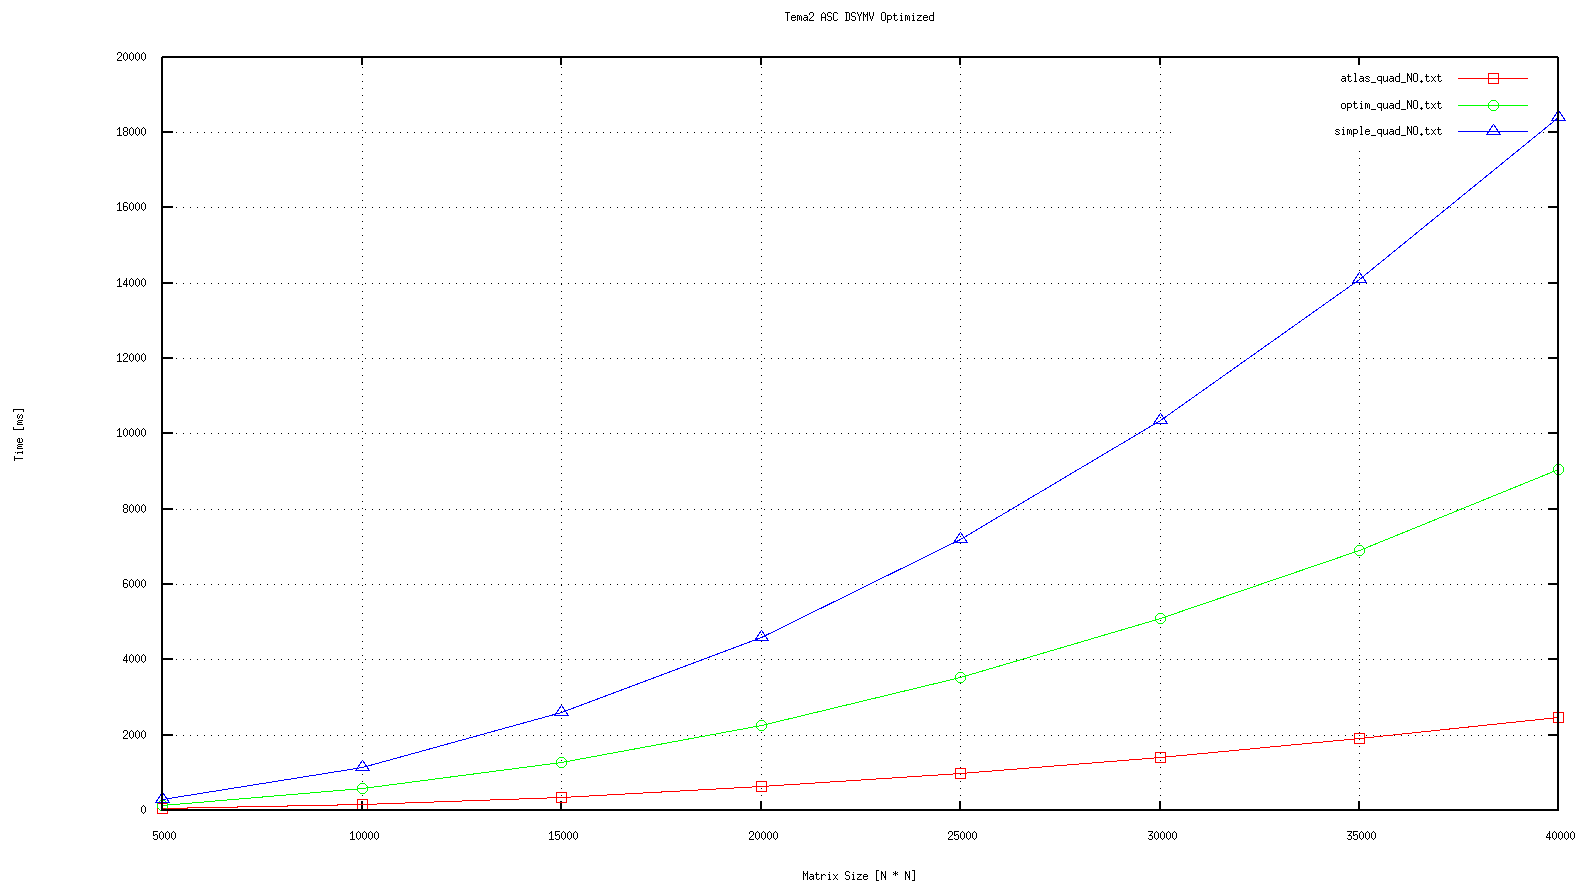 Tema2 ASC DSYMV Optimized
20000
18000
16000
14000
12000
10000
8000
6000
4000
2000
0
Time [ms]
atlas_quad_NO.txt
optim_quad_NO.txt
simple_quad_NO.txt
5000 10000 15000 20000 25000 30000 35000 40000
Matrix Size [N * N]